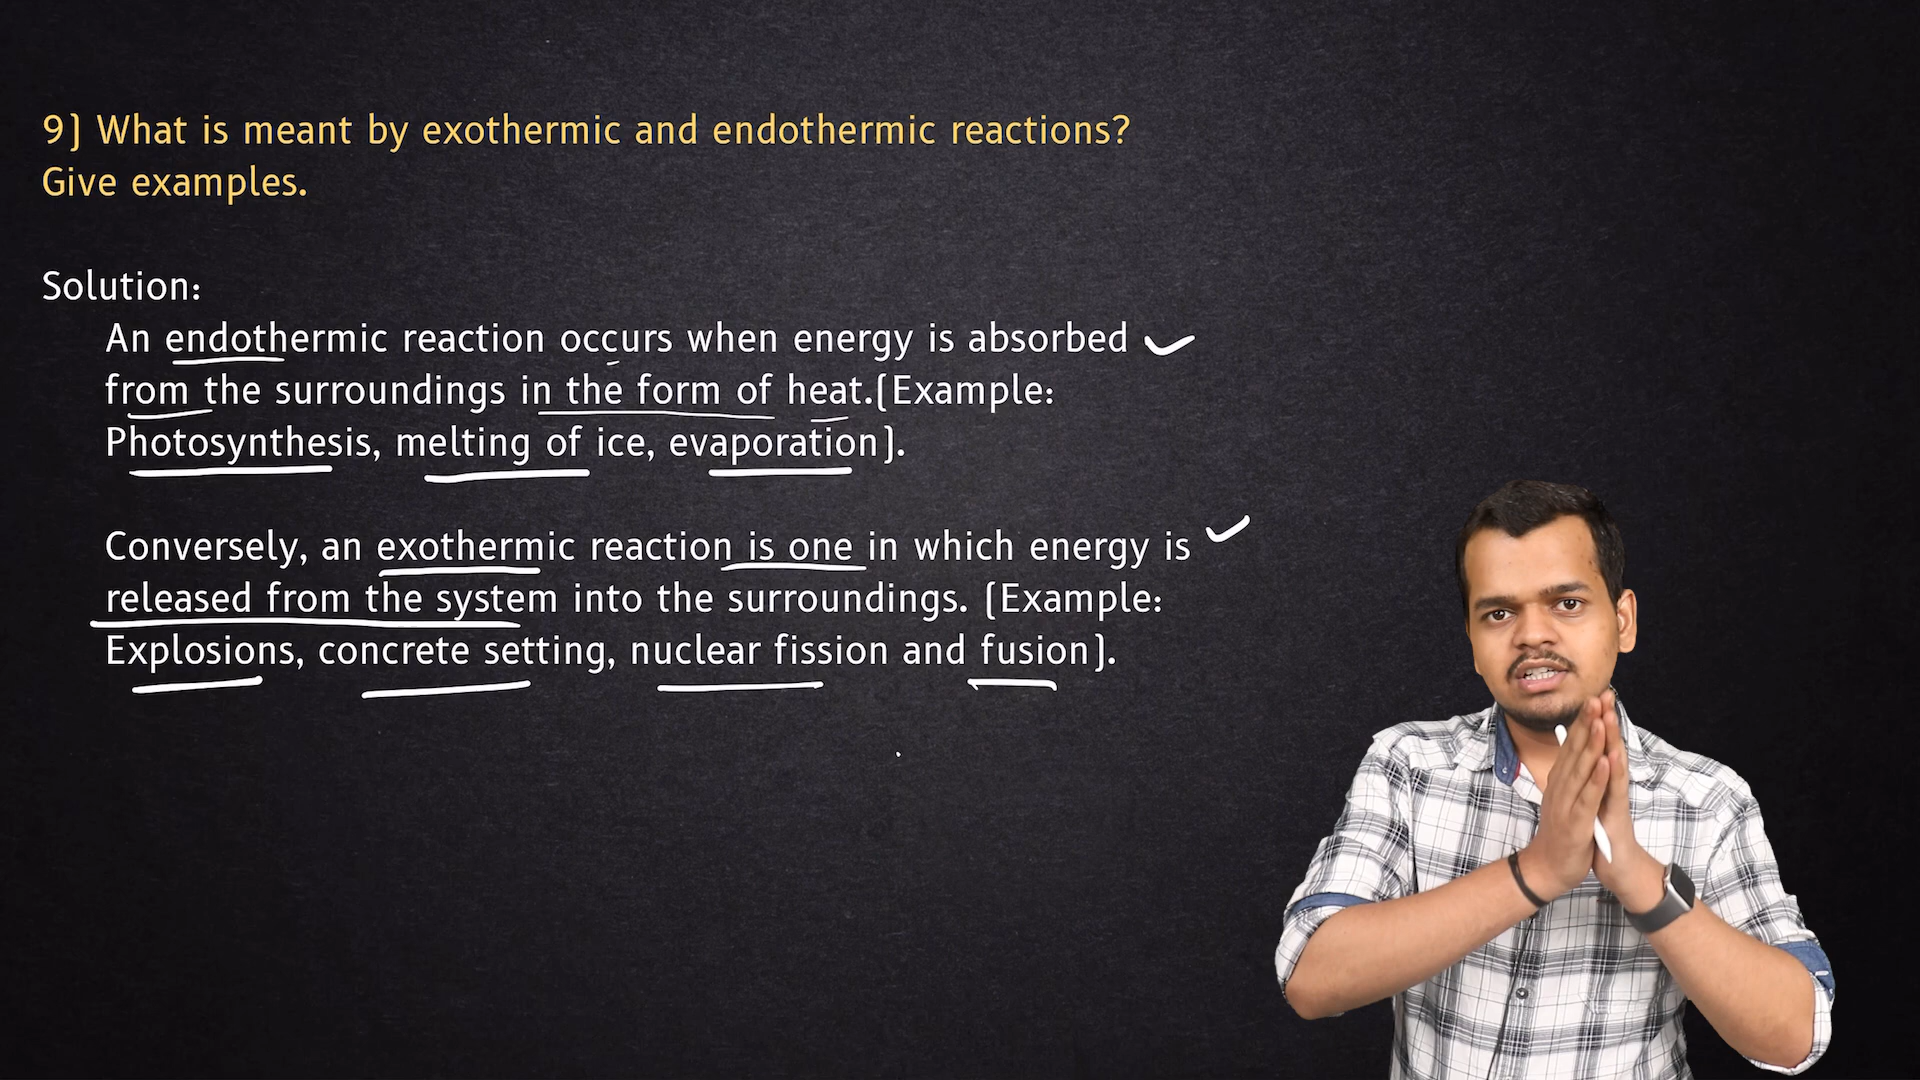 9) What is meant by exothermic and endothermic reactions?
Give examples.
Solution:
An endothermic reaction occurs when energy is absorbed
from the surroundings in the form of heat.(Example:
Photosynthesis, melting of ice, evaporation).
Conversely, an exothermic reaction is one in which energy is
released from the system into the surroundings. (Example:
Explosions, concrete setting, nuclear fission and fusion).